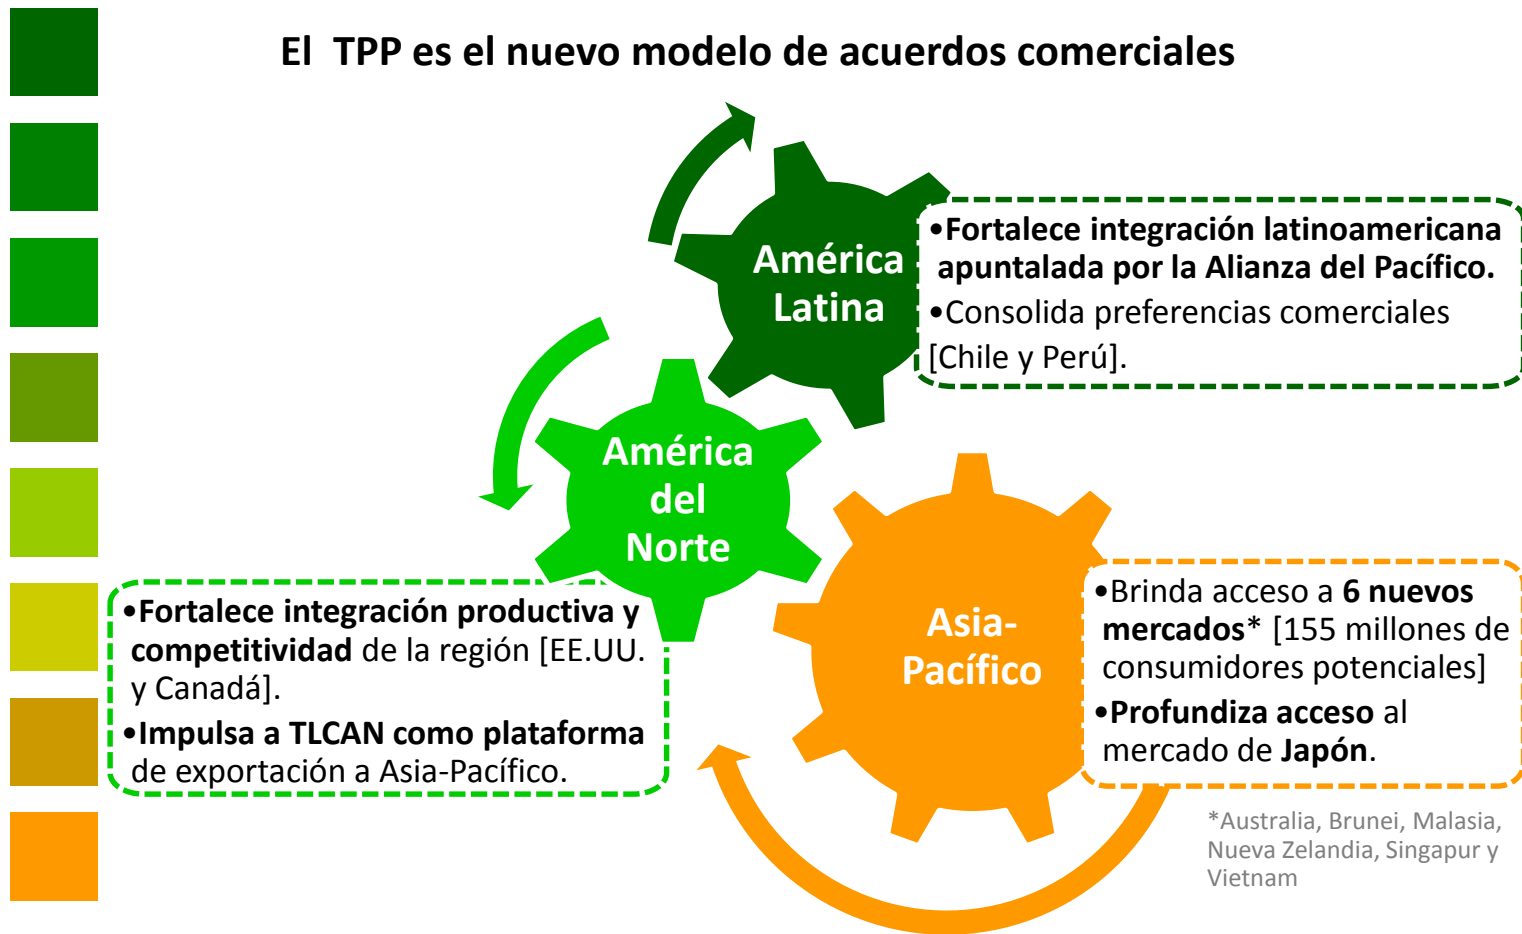 El TPP es el nuevo modelo de acuerdos comerciales
América
Latina
•Fortalece integración latinoamericana
apuntalada por la Alianza del Pacífico.
•Consolida preferencias comerciales
[Chile y Perú].
América
del
Norte
•Fortalece integración productiva y
competitividad de la región [EE.UU.
y Canadá].
•Impulsa a TLCAN como plataforma
de exportación a Asia-Pacífico.
Asia-
Pacífico
•Brinda acceso a 6 nuevos
mercados* [155 millones de
consumidores potenciales]
•Profundiza acceso al
mercado de Japón.
*Australia, Brunei, Malasia,
Nueva Zelandia, Singapur y
Vietnam